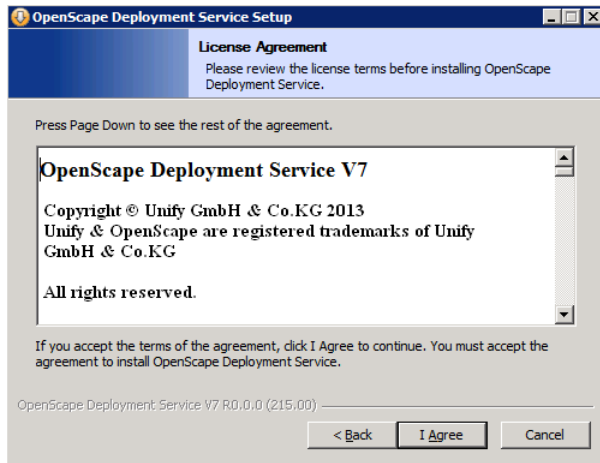 OpenScape Deployment Service Setup
License Agreement
Please review the license terms before installing OpenScape
Deployment Service.
Press Page Down to see the rest of the agreement.
OpenScape Deployment Service V7
Copyright © Unify GmbH & Co.KG 2013
Unify & OpenScape are registered trademarks of Unify
GmbH & Co.KG
All rights reserved.
If you accept the terms of the agreement, click I Agree to continue. You must accept the
agreement to install OpenScape Deployment Service.
OpenScape Deployment Service V7 R0.0.0 (215.00)
< Back I Agree Cancel